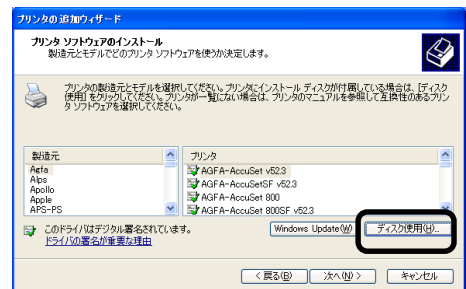 プリンタの追加ウィザード
プリンタ ソフトウェアのインストール
製造元とモデルでどのプリンタ ソフトウェアを使うか決定します。
プリンタの製造元とモデルを選択してください。プリンタにインストール ディスクが付属している場合は、[ディスク
使用] をクリックしてください。プリンタが一覧にない場合は、プリンタのマニュアルを参照して互換性のあるプリン
タ ソフトウェアを選択してください。
製造元
Agfa
Alps
Apollo
Apple
APS-PS
プリンタ
AGFA-AccuSet v52.3
AGFA-AccuSetSF v52.3
AGFA-AccuSet 800
AGFA-AccuSet 800SF v52.3
このドライバはデジタル署名されています。
ドライバの署名が重要な理由
Windows Update(W)
ディスク使用(H)...
< 戻る(B)
次へ(N) >
キャンセル